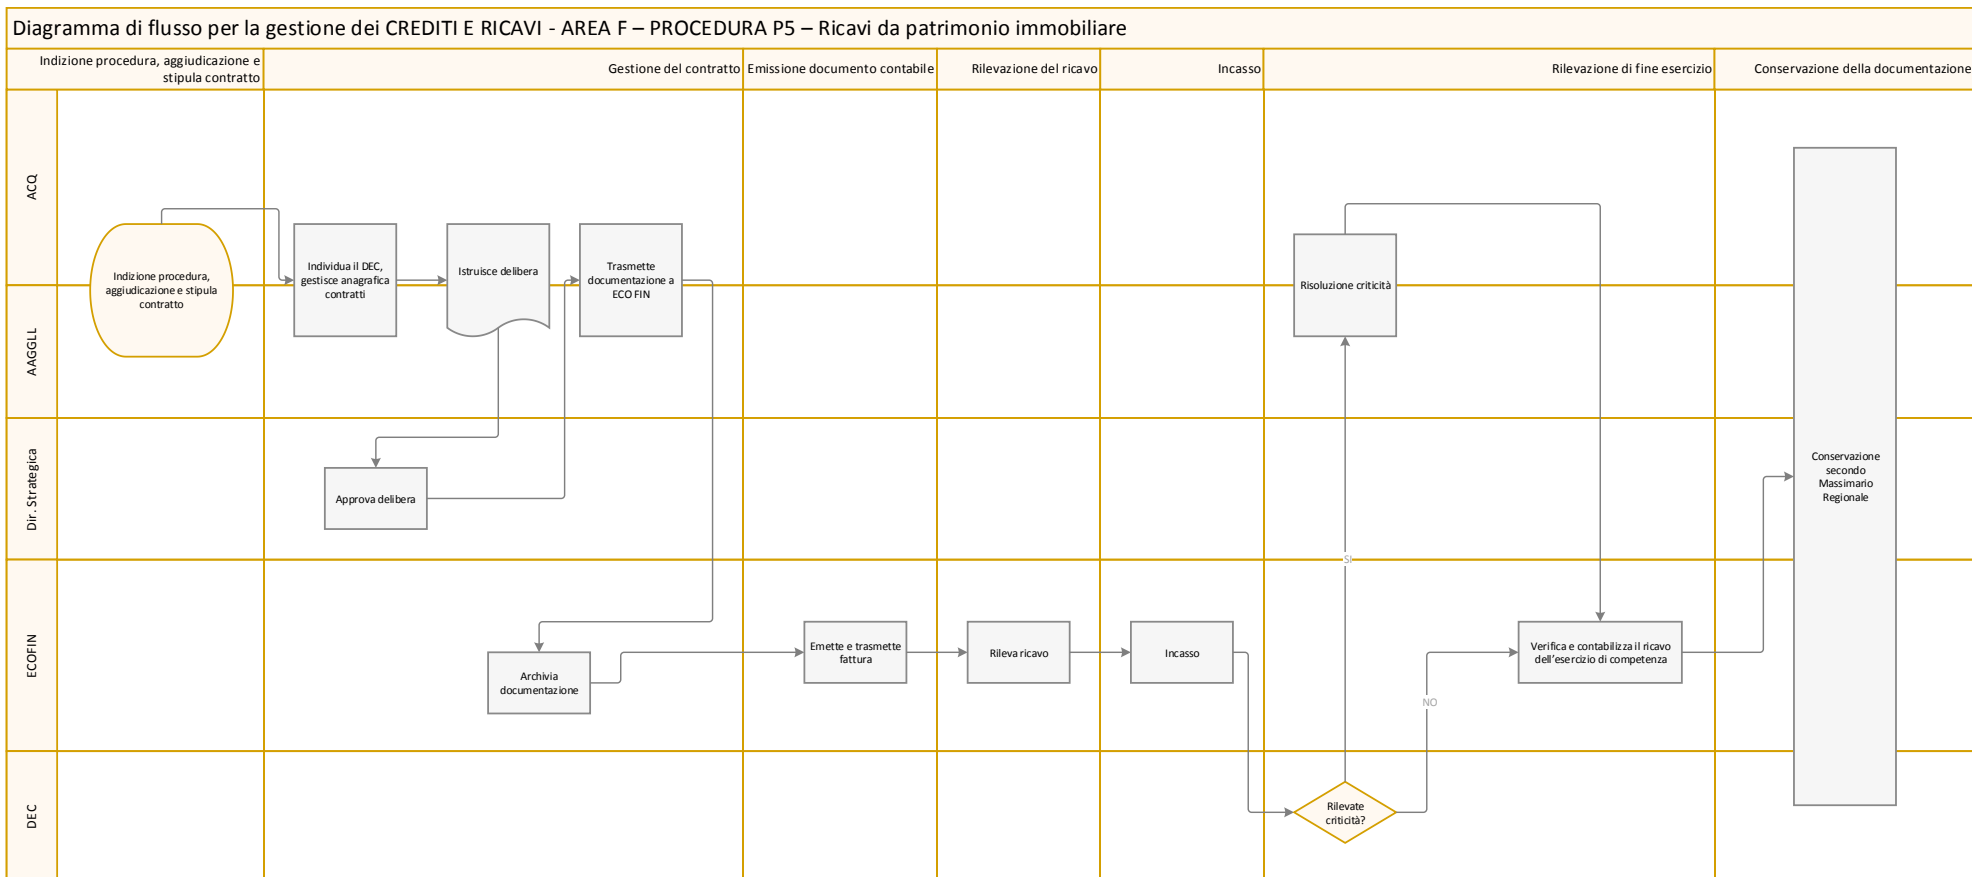 Diagramma di flusso per la gestione dei CREDITI E RICAVI - AREA F – PROCEDURA P5 – Ricavi da patrimonio immobiliare
Indizione procedura, aggiudicazione e
stipula contratto
Gestione del contratto
Emissione documento contabile
Rilevazione del ricavo
Incasso
Rilevazione di fine esercizio
Conservazione della documentazione
ACQ
AAGGLL
Dir. Strategica
ECOFIN
DEC
Indizione procedura,
aggiudicazione e stipula
contratto
Individua il DEC,
gestisce anagrafica
contratti
Istruisce delibera
Trasmette
documentazione a
ECO FIN
Approva delibera
Archivia
documentazione
Emette e trasmette
fattura
Rileva ricavo
Incasso
Rilevate
criticità?
SI
NO
Risoluzione criticità
Verifica e contabilizza il ricavo
dell'esercizio di competenza
Conservazione
secondo
Massimario
Regionale